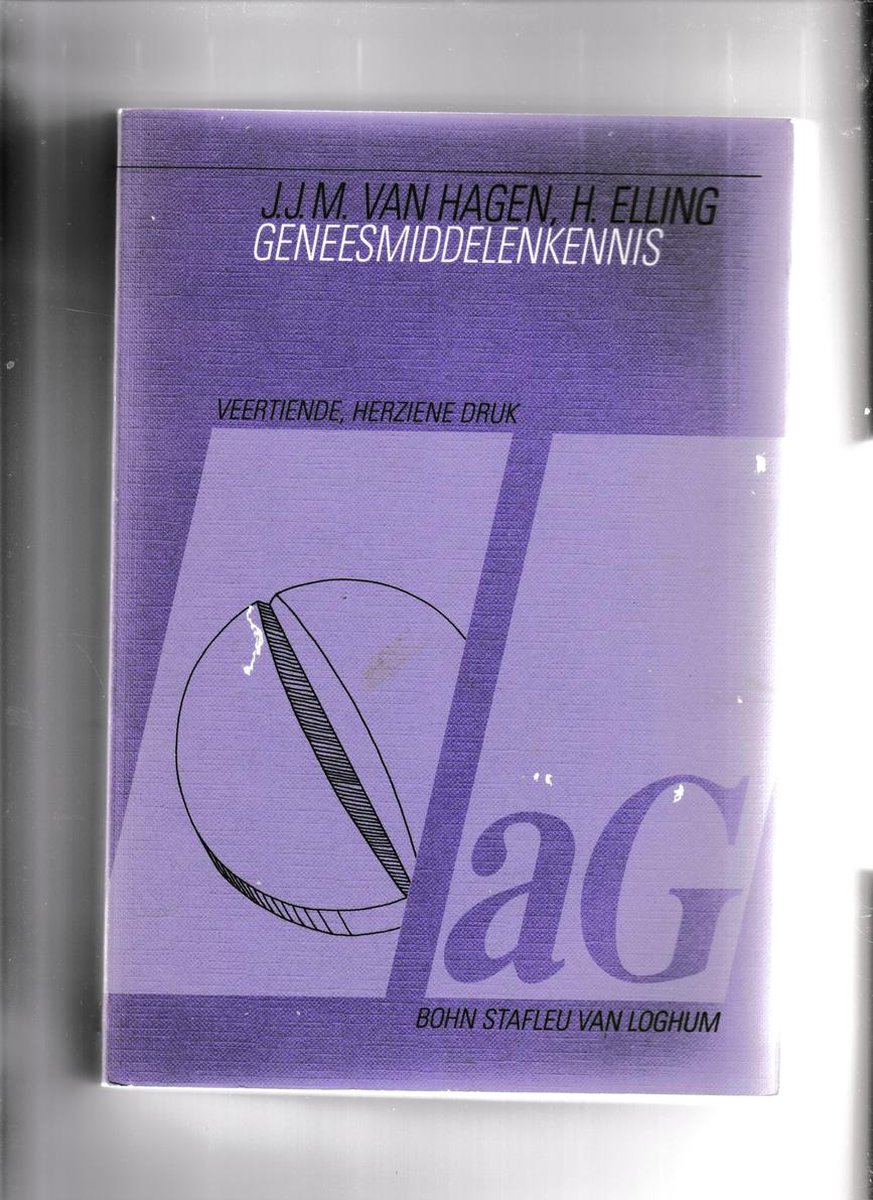 J.J.M. VAN HAGEN, H. ELLING
GENEESMIDDELENKENNIS
VEERTIENDE, HERZIENE DRUK
aG
BOHN STAFLEU VAN LOGHUM